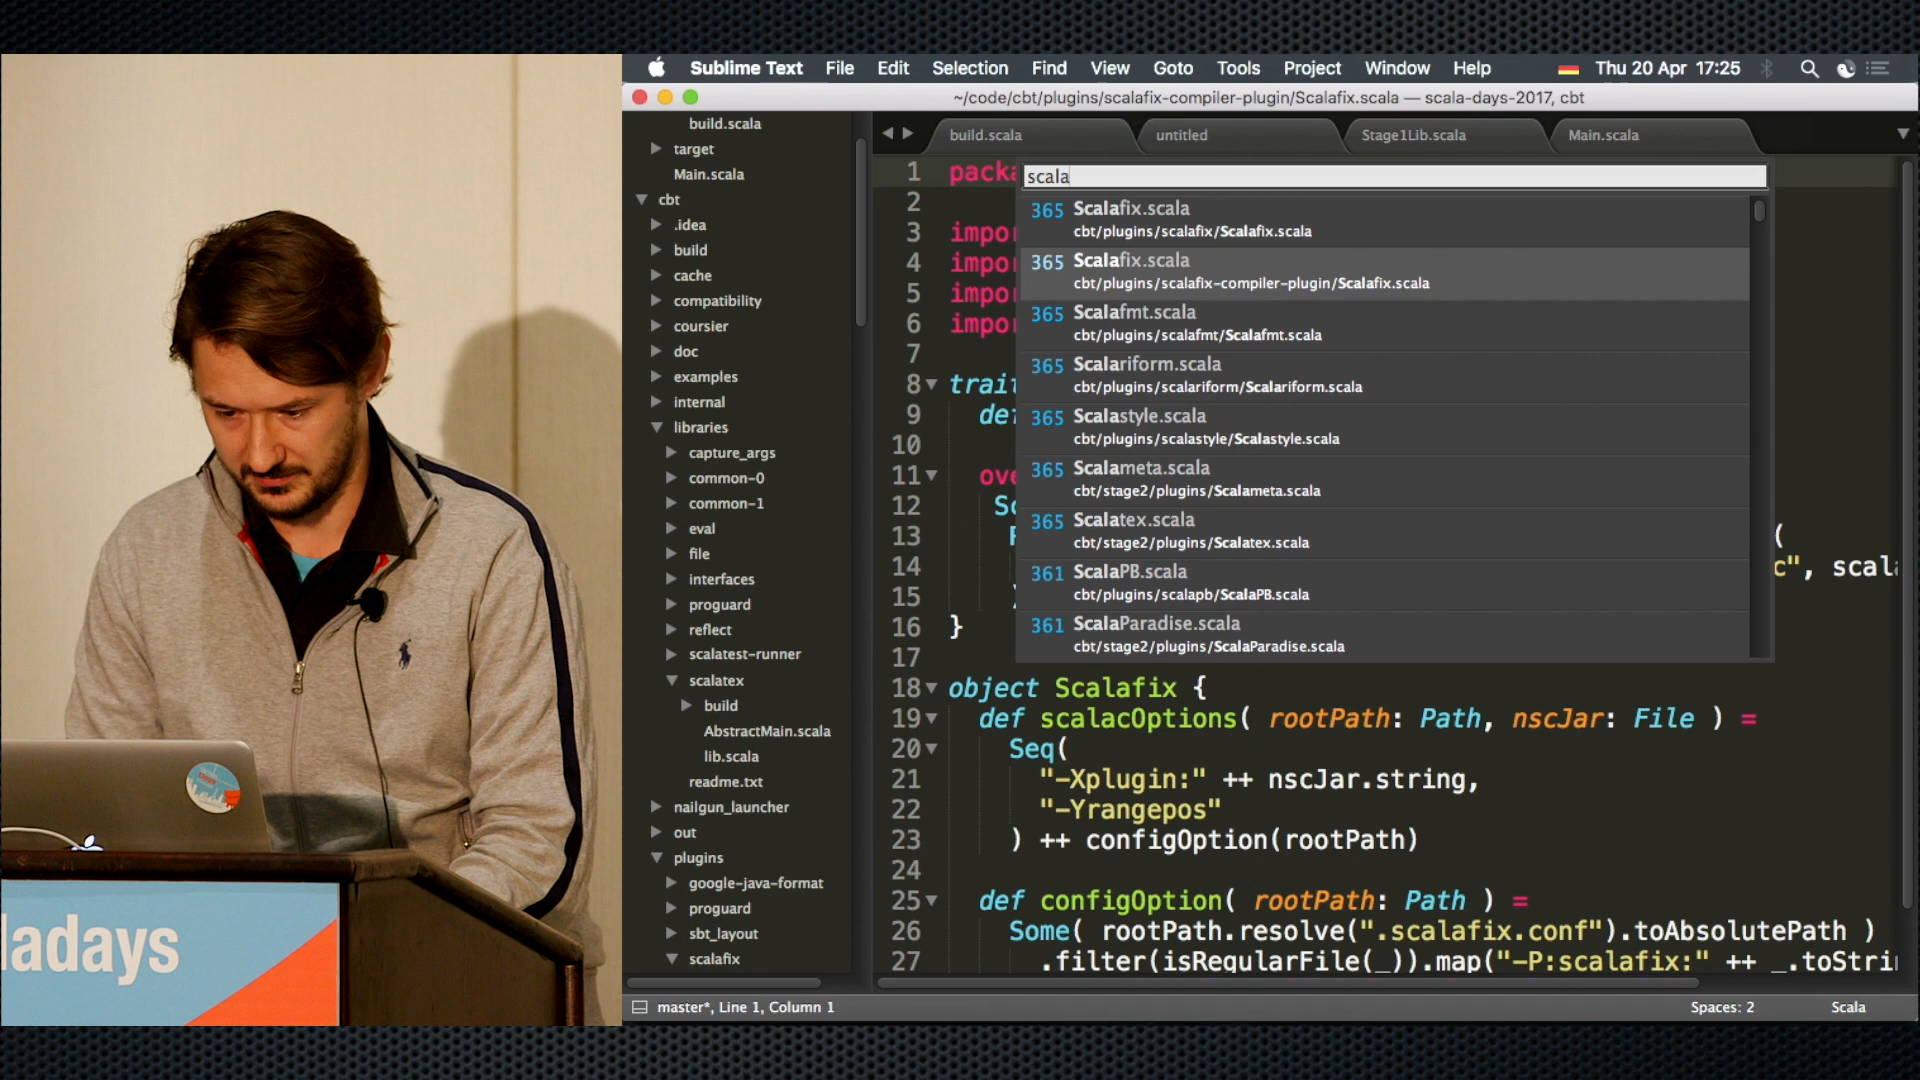 Sublime Text File Edit Selection Find View Goto Tools Project Window Help Thu 20 Apr 17:25
~/code/cbt/plugins/scalafix-compiler-plugin/Scalafix.scala — scala-days-2017, cbt
build.scala
target
Main.scala
cbt
.idea
build
cache
compatibility
coursier
doc
examples
internal
libraries
capture_args
common-0
common-1
eval
file
interfaces
proguard
reflect
scalatest-runner
scalatex
build
AbstractMain.scala
lib.scala
readme.txt
nailgun_launcher
out
plugins
google-java-format
proguard
sbt_layout
scalafix
build.scala untitled Stage1Lib.scala Main.scala
scala
365 Scalafix.scala
cbt/plugins/scalafix/Scalafix.scala
365 Scalafix.scala
cbt/plugins/scalafix-compiler-plugin/Scalafix.scala
365 Scalafmt.scala
cbt/plugins/scalafmt/Scalafmt.scala
365 Scalariform.scala
cbt/plugins/scalariform/Scalariform.scala
365 Scalastyle.scala
cbt/plugins/scalastyle/Scalastyle.scala
365 Scalameta.scala
cbt/stage2/plugins/Scalameta.scala
365 Scalatex.scala
cbt/stage2/plugins/Scalatex.scala
361 ScalaPB.scala
cbt/plugins/scalapb/ScalaPB.scala
361 ScalaParadise.scala
cbt/stage2/plugins/ScalaParadise.scala
1 packa
2
3 impor
4 impor
5 impor
6 impor
7
8 trait
9 def
10
11 ove
12 So
13 (
14 c", scala
15
16 }
17
18 object Scalafix {
19 def scalacOptions( rootPath: Path, nscJar: File ) =
20 Seq(
21 "-Xplugin:" ++ nscJar.string,
22 "-Yrangepos"
23 ) ++ configOption(rootPath)
24
25 def configOption( rootPath: Path ) =
26 Some( rootPath.resolve(".scalafix.conf").toAbsolutePath )
27 .filter(isRegularFile(_)).map("-P:scalafix:" ++ _.toStri
master*, Line 1, Column 1 Spaces: 2 Scala
ladays